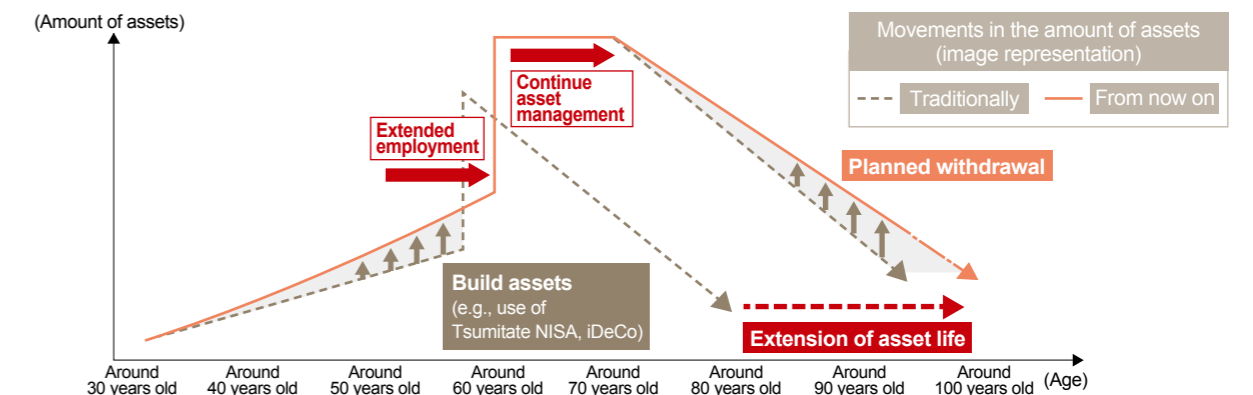 (Amount of assets)
Movements in the amount of assets
(image representation)
Traditionally
From now on
Continue
asset
management
Extended
employment
Planned withdrawal
Build assets
(e.g., use of
Tsumitate NISA, iDeCo)
Extension of asset life
Around
30 years old
Around
40 years old
Around
50 years old
Around
60 years old
Around
70 years old
Around
80 years old
Around
90 years old
Around
100 years old
(Age)